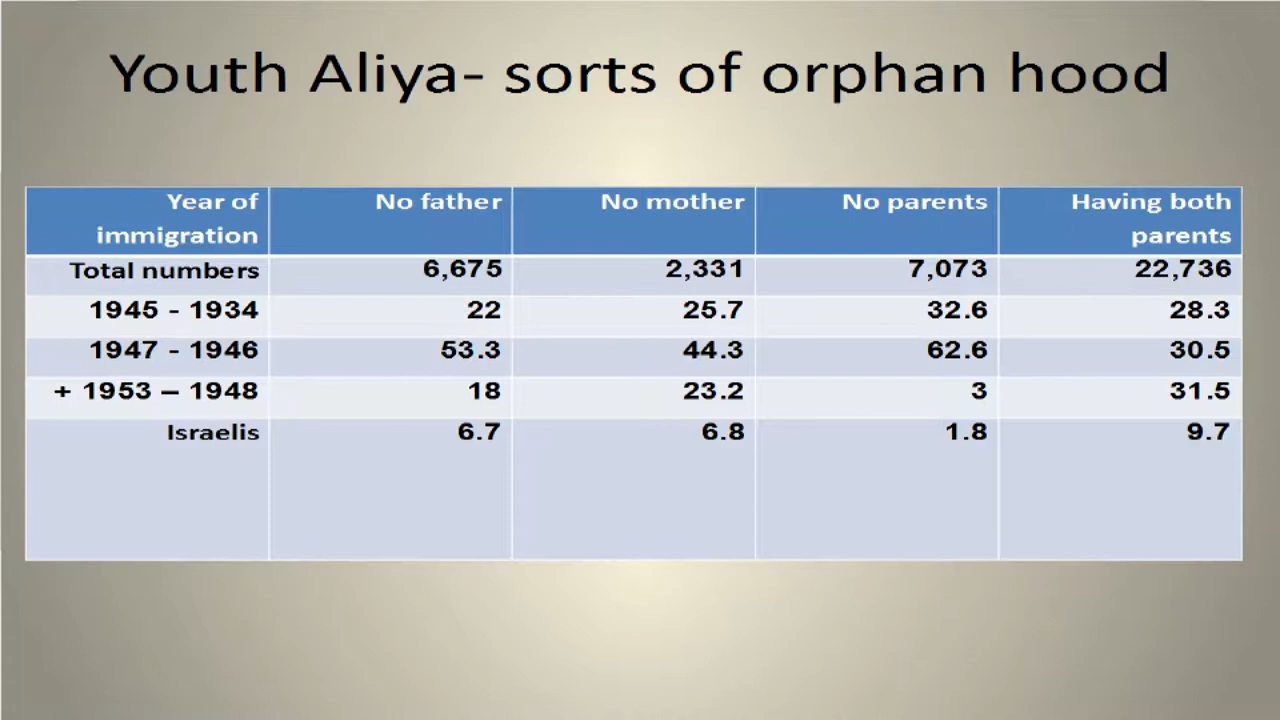 Youth Aliya- sorts of orphan hood
Year of immigration | No father | No mother | No parents | Having both parents
Total numbers | 6,675 | 2,331 | 7,073 | 22,736
1945 - 1934 | 22 | 25.7 | 32.6 | 28.3
1947 - 1946 | 53.3 | 44.3 | 62.6 | 30.5
+ 1953 – 1948 | 18 | 23.2 | 3 | 31.5
Israelis | 6.7 | 6.8 | 1.8 | 9.7